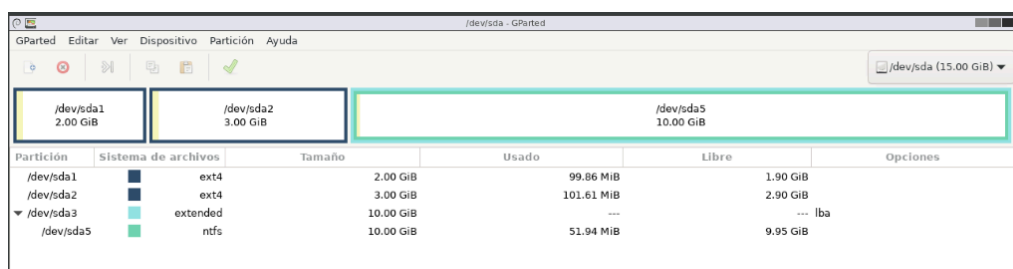 /dev/sda - GParted
GParted Editar Ver Dispositivo Partición Ayuda
/dev/sda (15.00 GiB)
/dev/sda1 /dev/sda2 /dev/sda5
2.00 GiB 3.00 GiB 10.00 GiB
Partición Sistema de archivos Tamaño Usado Libre Opciones
/dev/sda1 ext4 2.00 GiB 99.86 MiB 1.90 GiB
/dev/sda2 ext4 3.00 GiB 101.61 MiB 2.90 GiB
/dev/sda3 extended 10.00 GiB --- --- lba
/dev/sda5 ntfs 10.00 GiB 51.94 MiB 9.95 GiB